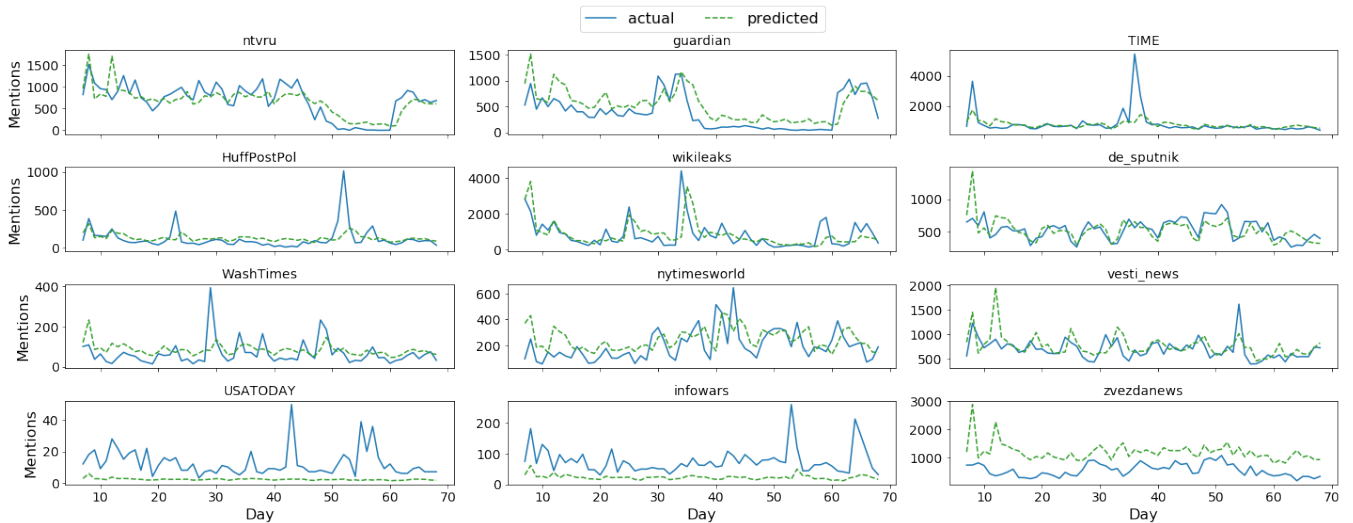 actual predicted
ntvru guardian TIME
Mentions
1500
1000
500
0
1500
1000
500
0
4000
2000
HuffPostPol wikileaks de_sputnik
Mentions
1000
500
0
4000
2000
0
1000
500
WashTimes nytimesworld vesti_news
Mentions
400
200
0
600
400
200
0
2000
1500
1000
500
USATODAY infowars zvezdanews
Mentions
40
20
0
200
100
0
3000
2000
1000
10 20 30 40 50 60 70
10 20 30 40 50 60 70
10 20 30 40 50 60 70
Day Day Day